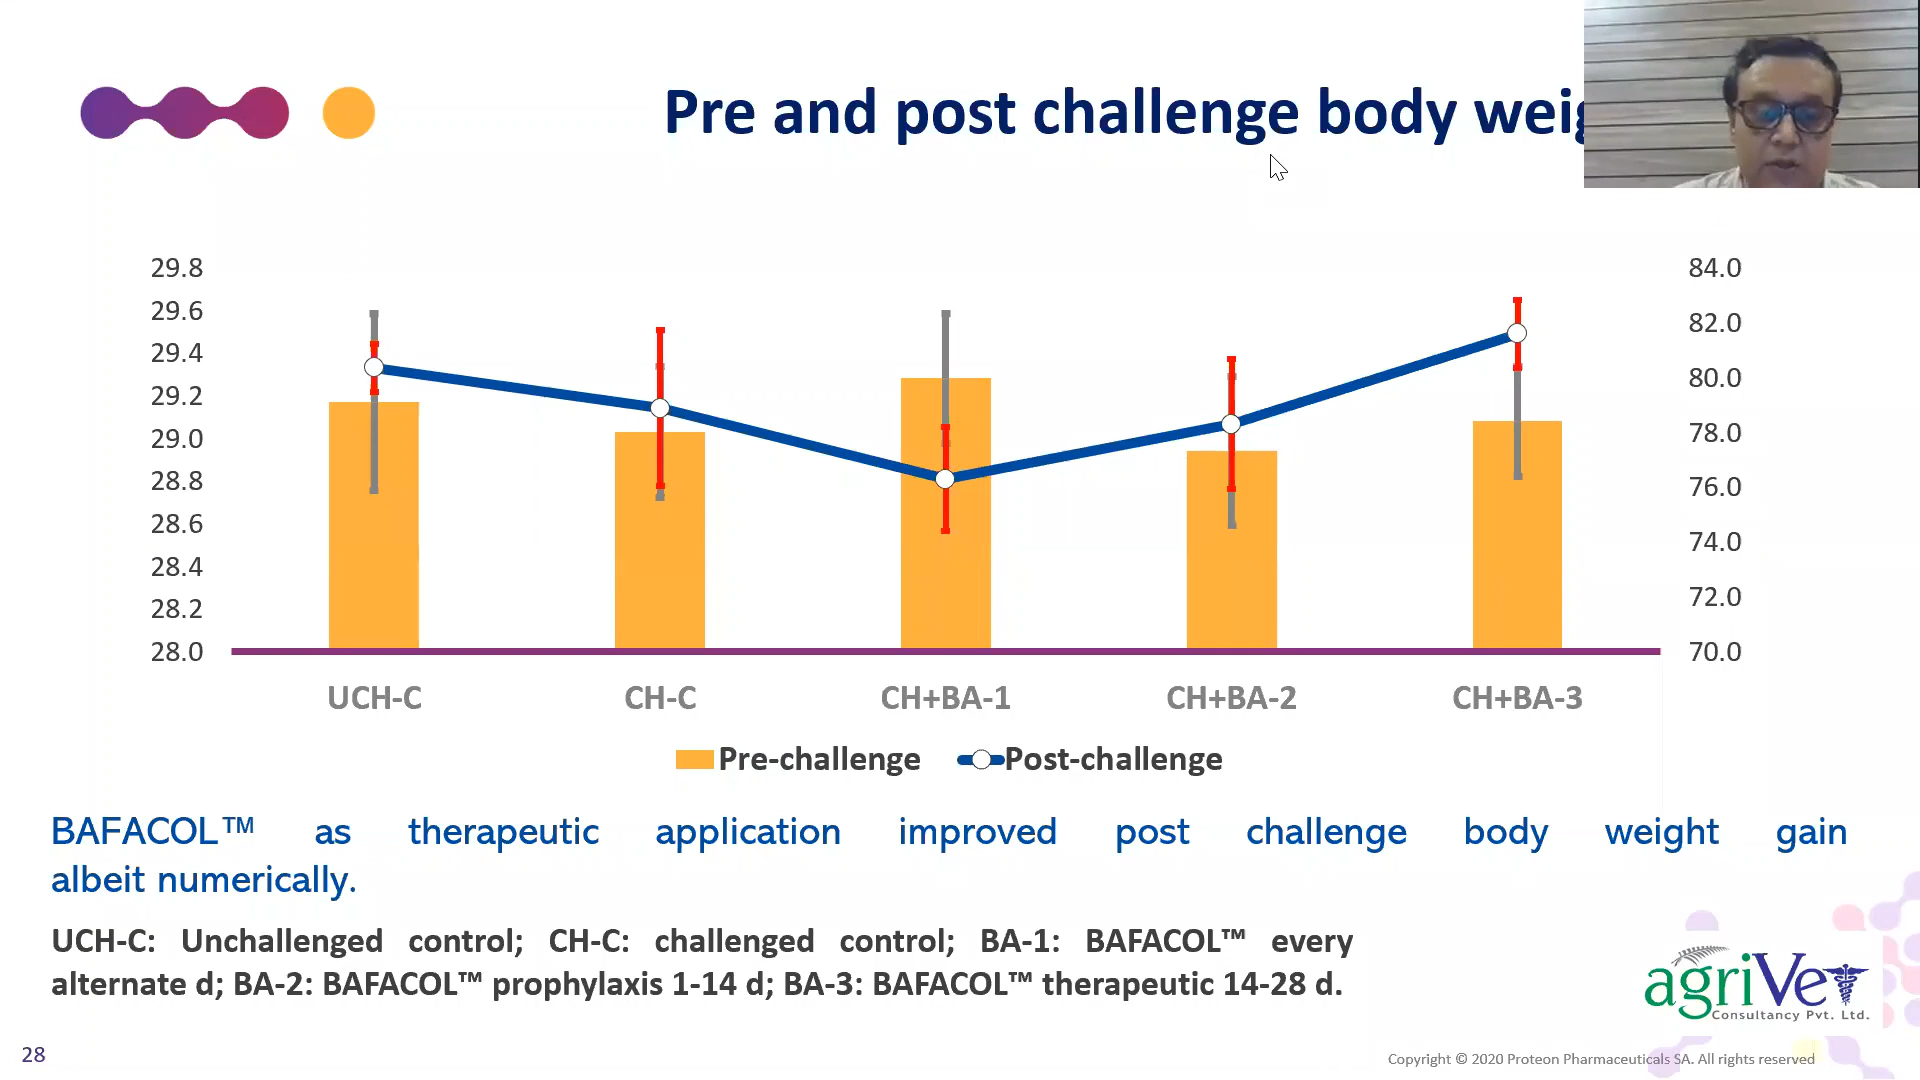 Pre and post challenge body
29.8
29.6
29.4
29.2
29.0
28.8
28.6
28.4
28.2
28.0
84.0
82.0
80.0
78.0
76.0
74.0
72.0
70.0
UCH-C CH-C CH+BA-1 CH+BA-2 CH+BA-3
Pre-challenge Post-challenge
BAFACOL™ as therapeutic application improved post challenge body weight gain
albeit numerically.
UCH-C: Unchallenged control; CH-C: challenged control; BA-1: BAFACOL™ every
alternate d; BA-2: BAFACOL™ prophylaxis 1-14 d; BA-3: BAFACOL™ therapeutic 14-28 d.
agriVet
Consultancy Pvt. Ltd.
28
Copyright © 2020 Proteon Pharmaceuticals SA. All rights reserved